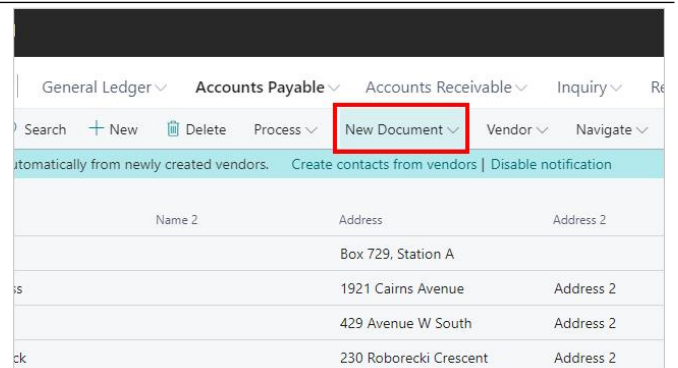 General Ledger Accounts Payable Accounts Receivable Inquiry Re
Search + New Delete Process New Document Vendor Navigate
utomatically from newly created vendors. Create contacts from vendors | Disable notification
Name 2 Address Address 2
Box 729, Station A
ss 1921 Cairns Avenue Address 2
429 Avenue W South Address 2
ck 230 Roborecki Crescent Address 2